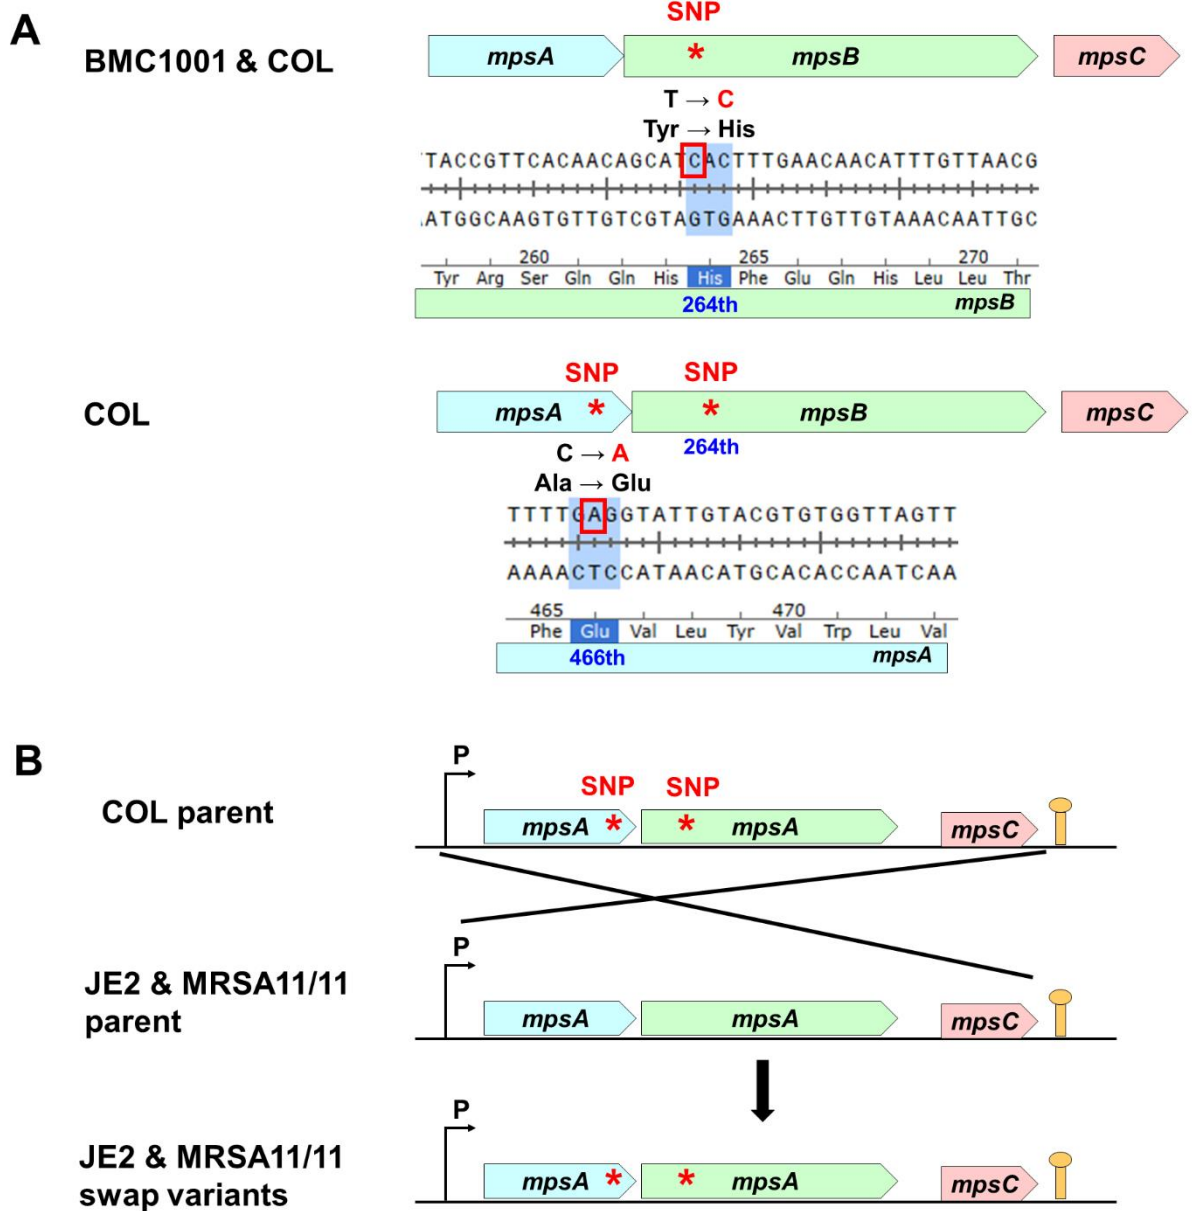 A
SNP
BMC1001 & COL
mpsA * mpsB mpsC
T → C
Tyr → His
TACCGTTCACAACAGCATCACTTTGAACAACATTTGTTAACG
ATGGCAAGTGTTGTCGTAGTGAAACTTGTTGTAAACAATTGC
260 265 270
Tyr Arg Ser Gln Gln His His Phe Glu Gln His Leu Leu Thr
264th mpsB
SNP SNP
COL
mpsA * * mpsB mpsC
264th
C → A
Ala → Glu
TTTTGAGGTATTGTACGTGTGGTTAGTT
AAAACTCCATAACATGCACACCAATCAA
465 470
Phe Glu Val Leu Tyr Val Trp Leu Val
466th mpsA
B
P
SNP SNP
COL parent
mpsA * * mpsA mpsC
P
JE2 & MRSA11/11
parent
mpsA mpsA mpsC
P
JE2 & MRSA11/11
swap variants
mpsA * * mpsA mpsC